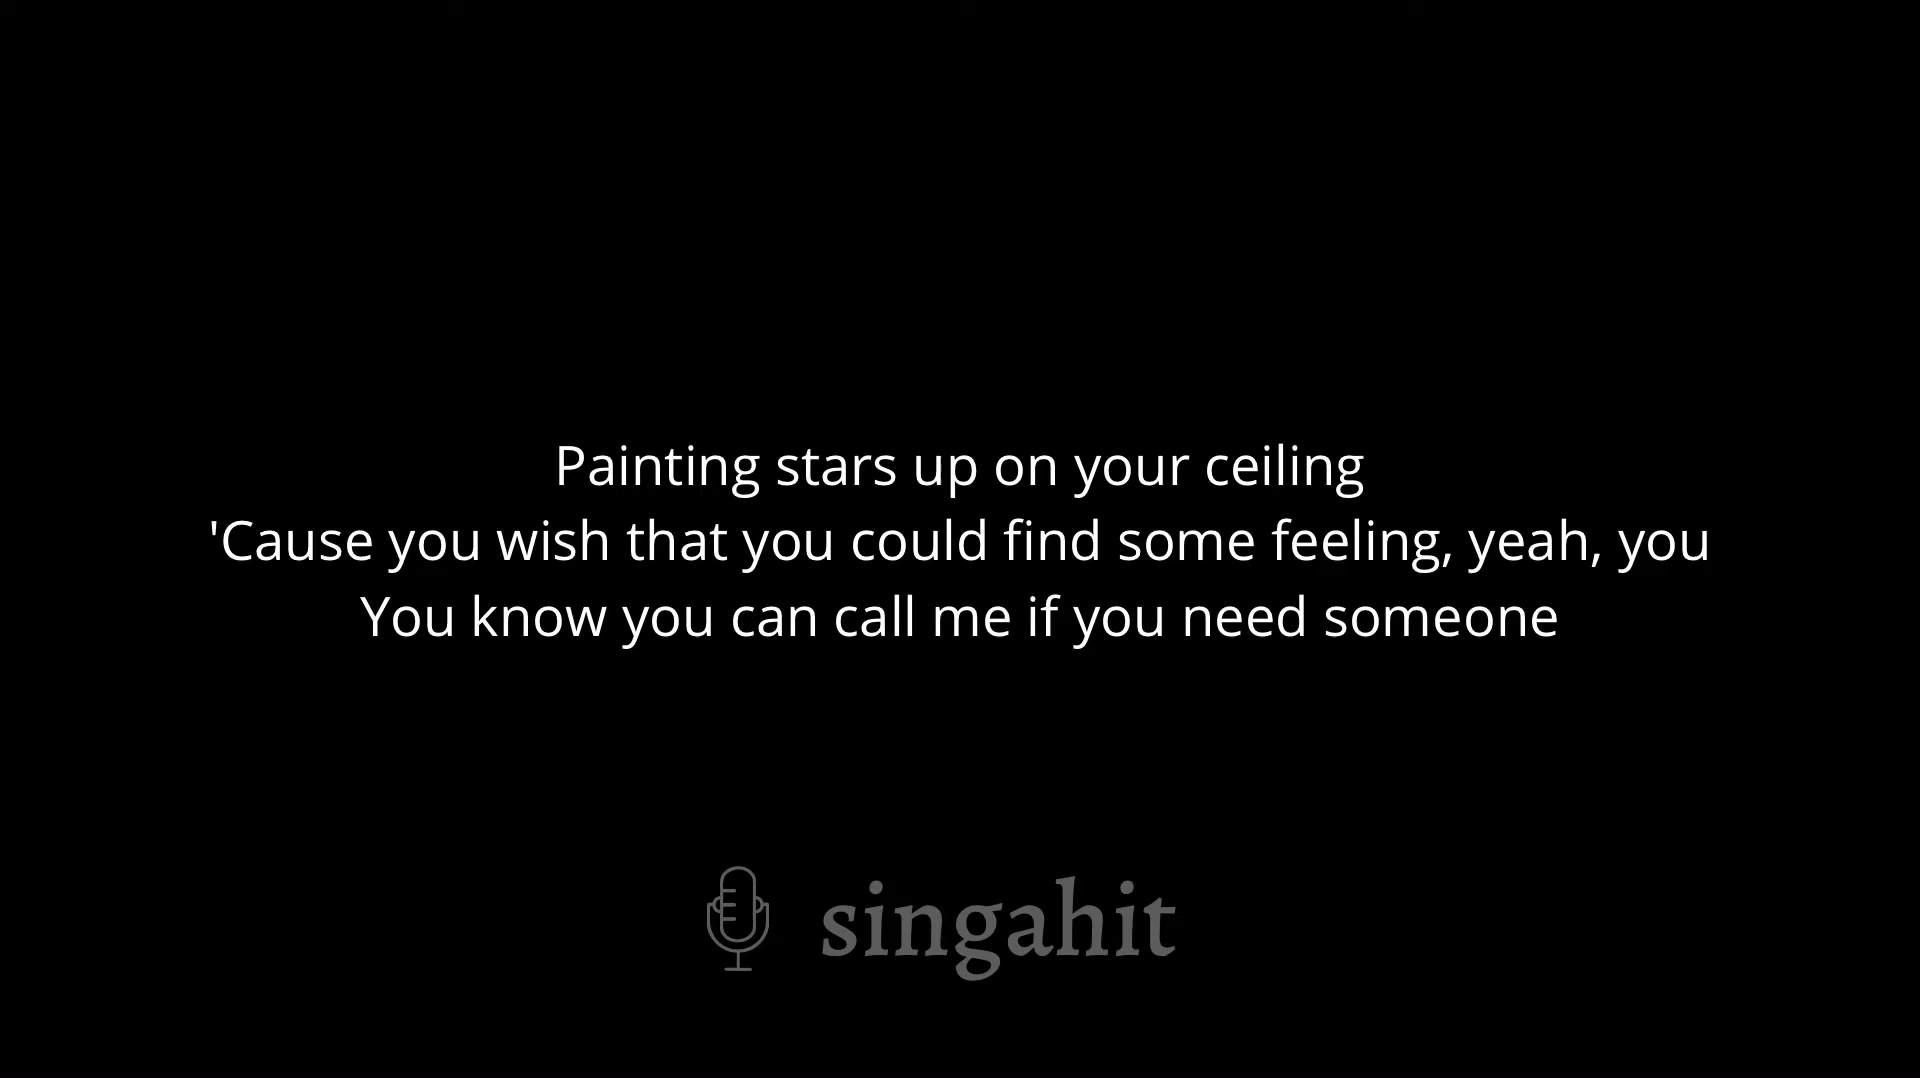 Painting stars up on your ceiling
'Cause you wish that you could find some feeling, yeah, you
You know you can call me if you need someone
singahit